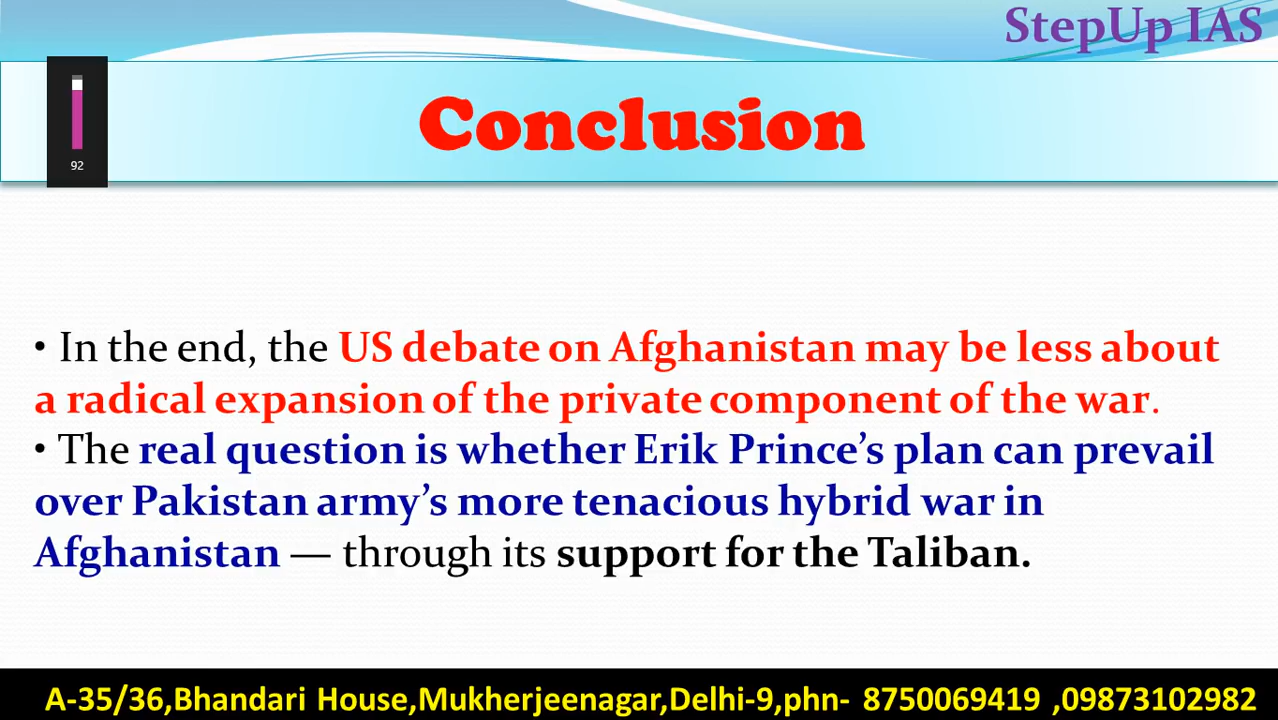 StepUp IAS
Conclusion
92
• In the end, the US debate on Afghanistan may be less about
a radical expansion of the private component of the war.
• The real question is whether Erik Prince’s plan can prevail
over Pakistan army’s more tenacious hybrid war in
Afghanistan — through its support for the Taliban.
A-35/36,Bhandari House,Mukherjeenagar,Delhi-9,phn- 8750069419 ,09873102982